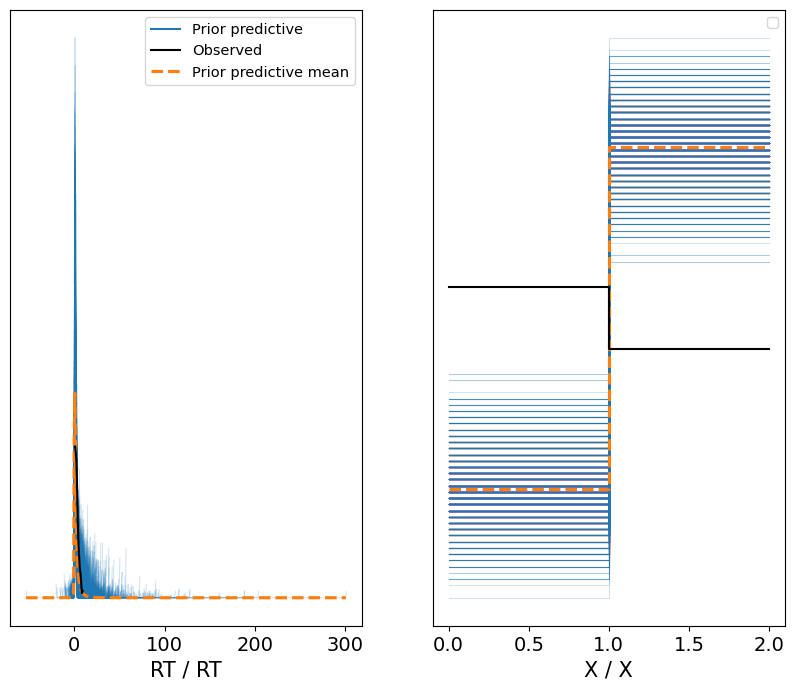 Prior predictive
Observed
Prior predictive mean
0 100 200 300
RT / RT
0.0 0.5 1.0 1.5 2.0
X / X